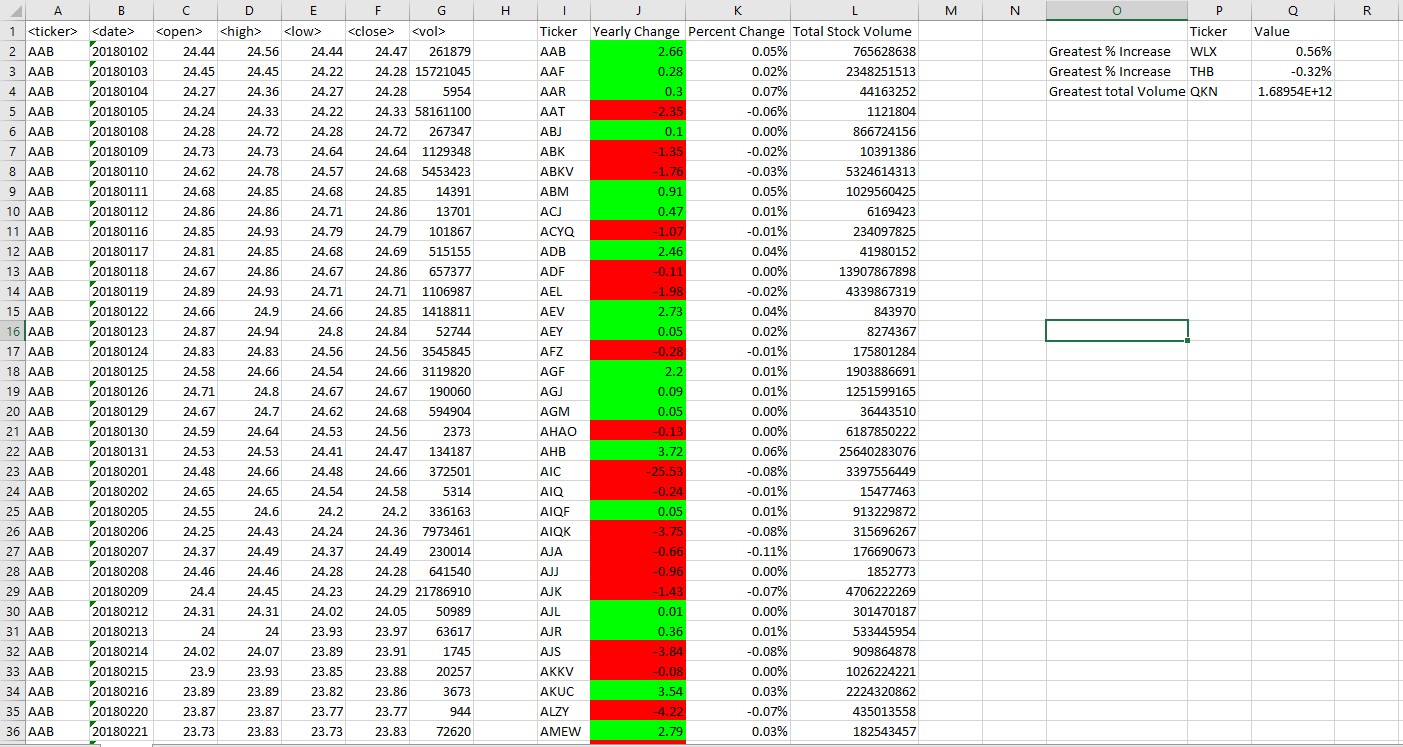 A B C D E F G H I J K L M N O P Q R
1 <ticker> <date> <open> <high> <low> <close> <vol> Ticker Yearly Change Percent Change Total Stock Volume Ticker Value
2 AAB 20180102 24.44 24.56 24.44 24.47 261879 AAB 2.66 0.05% 765628638 Greatest % Increase WLX 0.56%
3 AAB 20180103 24.45 24.45 24.22 24.28 15721045 AAF 0.28 0.02% 2348251513 Greatest % Increase THB -0.32%
4 AAB 20180104 24.27 24.36 24.27 24.28 5954 AAR 0.3 0.07% 44163252 Greatest total Volume QKN 1.68954E+12
5 AAB 20180105 24.24 24.33 24.22 24.33 58161100 AAT -2.35 -0.06% 1121804
6 AAB 20180108 24.28 24.72 24.28 24.72 267347 ABJ 0.1 0.00% 866724156
7 AAB 20180109 24.73 24.73 24.64 24.64 1129348 ABK -1.35 -0.02% 10391386
8 AAB 20180110 24.62 24.78 24.57 24.68 5453423 ABKV -1.76 -0.03% 5324614313
9 AAB 20180111 24.68 24.85 24.68 24.85 14391 ABM 0.91 0.05% 1029560425
10 AAB 20180112 24.86 24.86 24.71 24.86 13701 ACJ 0.47 0.01% 6169423
11 AAB 20180116 24.85 24.93 24.79 24.79 101867 ACYQ -1.07 -0.01% 234097825
12 AAB 20180117 24.81 24.85 24.68 24.69 515155 ADB 2.46 0.04% 41980152
13 AAB 20180118 24.67 24.86 24.67 24.86 657377 ADF -0.11 0.00% 13907867898
14 AAB 20180119 24.89 24.93 24.71 24.71 1106987 AEL -1.98 -0.02% 4339867319
15 AAB 20180122 24.66 24.9 24.66 24.85 1418811 AEV 2.73 0.04% 843970
16 AAB 20180123 24.87 24.94 24.8 24.84 52744 AEY 0.05 0.02% 8274367
17 AAB 20180124 24.83 24.83 24.56 24.56 3545845 AFZ -0.28 -0.01% 175801284
18 AAB 20180125 24.58 24.66 24.54 24.66 3119820 AGF 2.2 0.01% 1903886691
19 AAB 20180126 24.71 24.8 24.67 24.67 190060 AGJ 0.09 0.01% 1251599165
20 AAB 20180129 24.67 24.7 24.62 24.68 594904 AGM 0.05 0.00% 36443510
21 AAB 20180130 24.59 24.64 24.53 24.56 2373 AHAO -0.13 0.00% 6187850222
22 AAB 20180131 24.53 24.53 24.41 24.47 134187 AHB 3.72 0.06% 25640283076
23 AAB 20180201 24.48 24.66 24.48 24.66 372501 AIC -25.53 -0.08% 3397556449
24 AAB 20180202 24.65 24.65 24.54 24.58 5314 AIQ -0.24 -0.01% 15477463
25 AAB 20180205 24.55 24.6 24.2 24.2 336163 AIQF 0.05 0.01% 913229872
26 AAB 20180206 24.25 24.43 24.24 24.36 7973461 AIQK -3.75 -0.08% 315696267
27 AAB 20180207 24.37 24.49 24.37 24.49 230014 AJA -0.66 -0.11% 176690673
28 AAB 20180208 24.46 24.46 24.28 24.28 641540 AJJ -0.96 0.00% 1852773
29 AAB 20180209 24.4 24.45 24.23 24.29 21786910 AJK -1.43 -0.07% 4706222269
30 AAB 20180212 24.31 24.31 24.02 24.05 50989 AJL 0.01 0.00% 301470187
31 AAB 20180213 24 24 23.93 23.97 63617 AJR 0.36 0.01% 533445954
32 AAB 20180214 24.02 24.07 23.89 23.91 1745 AJS -3.84 -0.08% 909864878
33 AAB 20180215 23.9 23.93 23.85 23.88 20257 AKKV -0.08 0.00% 1026224221
34 AAB 20180216 23.89 23.89 23.82 23.86 3673 AKUC 3.54 0.03% 2224320862
35 AAB 20180220 23.87 23.87 23.77 23.77 944 ALZY -4.22 -0.07% 435013558
36 AAB 20180221 23.73 23.83 23.73 23.83 72620 AMEW 2.79 0.03% 182543457